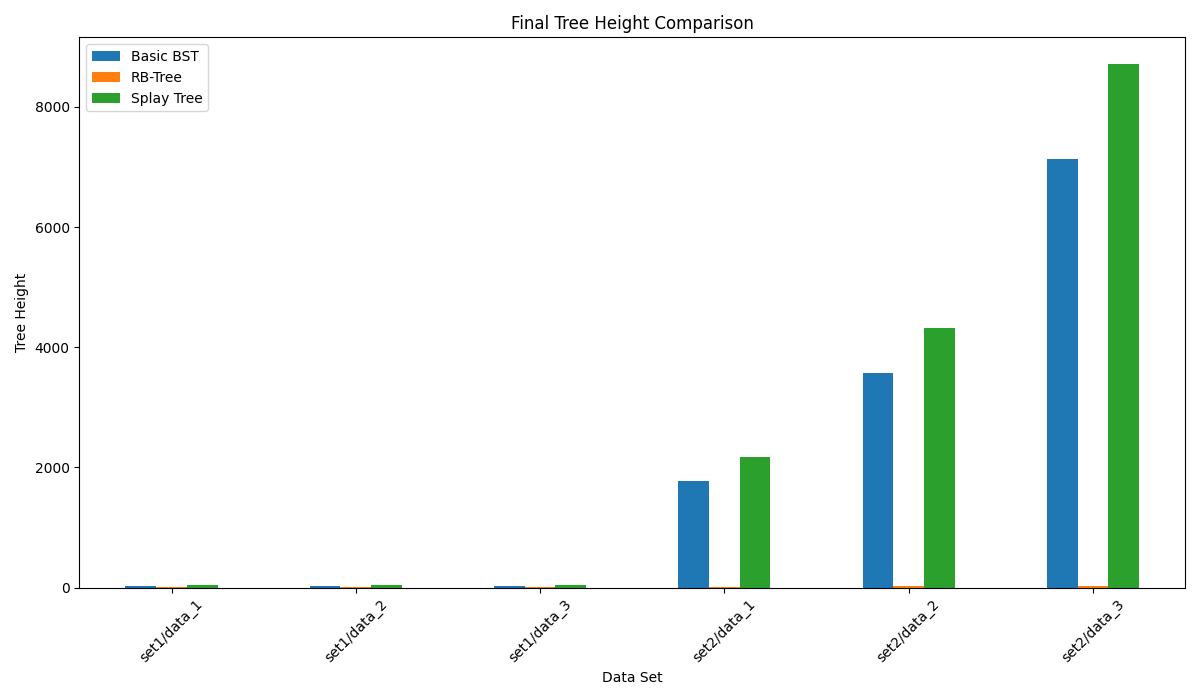 Final Tree Height Comparison
Basic BST
RB-Tree
Splay Tree
Tree Height
8000
6000
4000
2000
0
set1/data_1
set1/data_2
set1/data_3
set2/data_1
set2/data_2
set2/data_3
Data Set